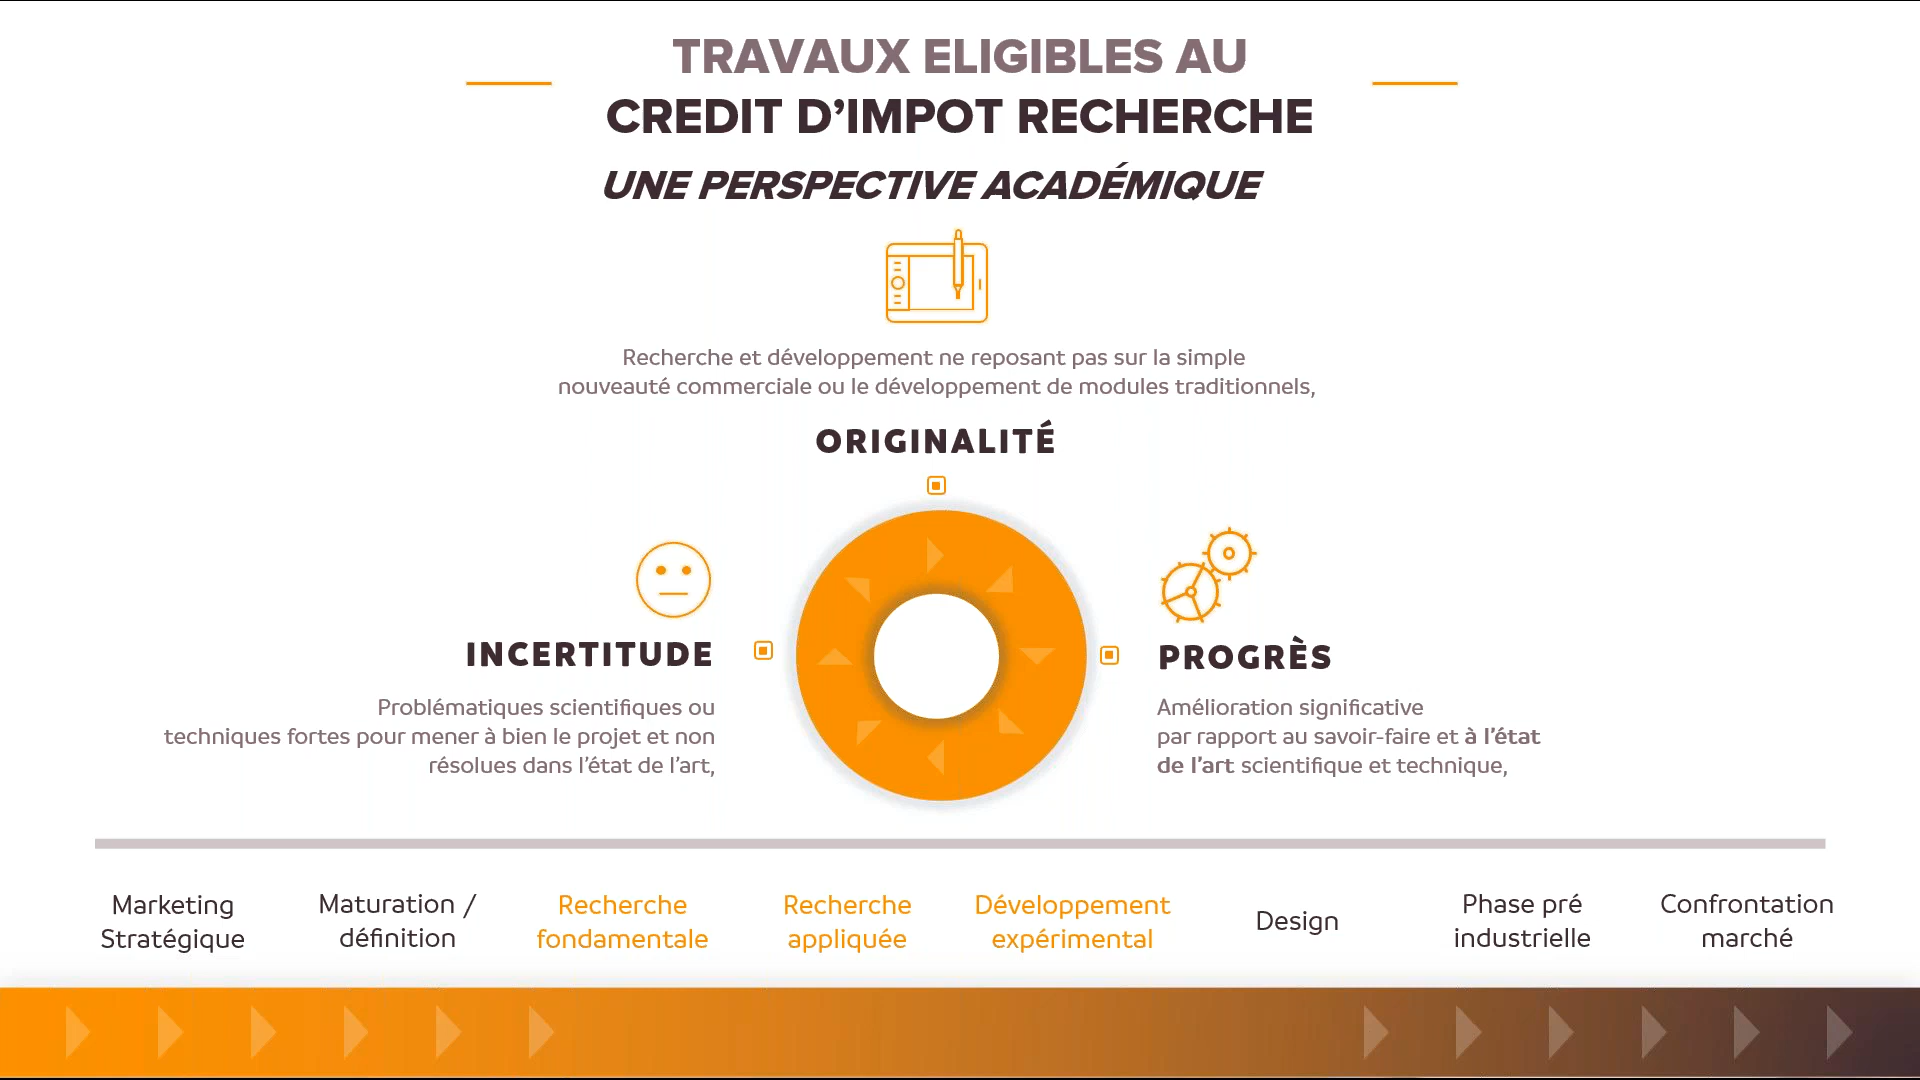 TRAVAUX ELIGIBLES AU
CREDIT D’IMPOT RECHERCHE
UNE PERSPECTIVE ACADÉMIQUE
Recherche et développement ne reposant pas sur la simple
nouveauté commerciale ou le développement de modules traditionnels,
ORIGINALITÉ
INCERTITUDE
Problématiques scientifiques ou
techniques fortes pour mener à bien le projet et non
résolues dans l’état de l’art,
PROGRÈS
Amélioration significative
par rapport au savoir-faire et à l’état
de l’art scientifique et technique,
Marketing
Stratégique
Maturation /
définition
Recherche
fondamentale
Recherche
appliquée
Développement
expérimental
Design
Phase pré
industrielle
Confrontation
marché